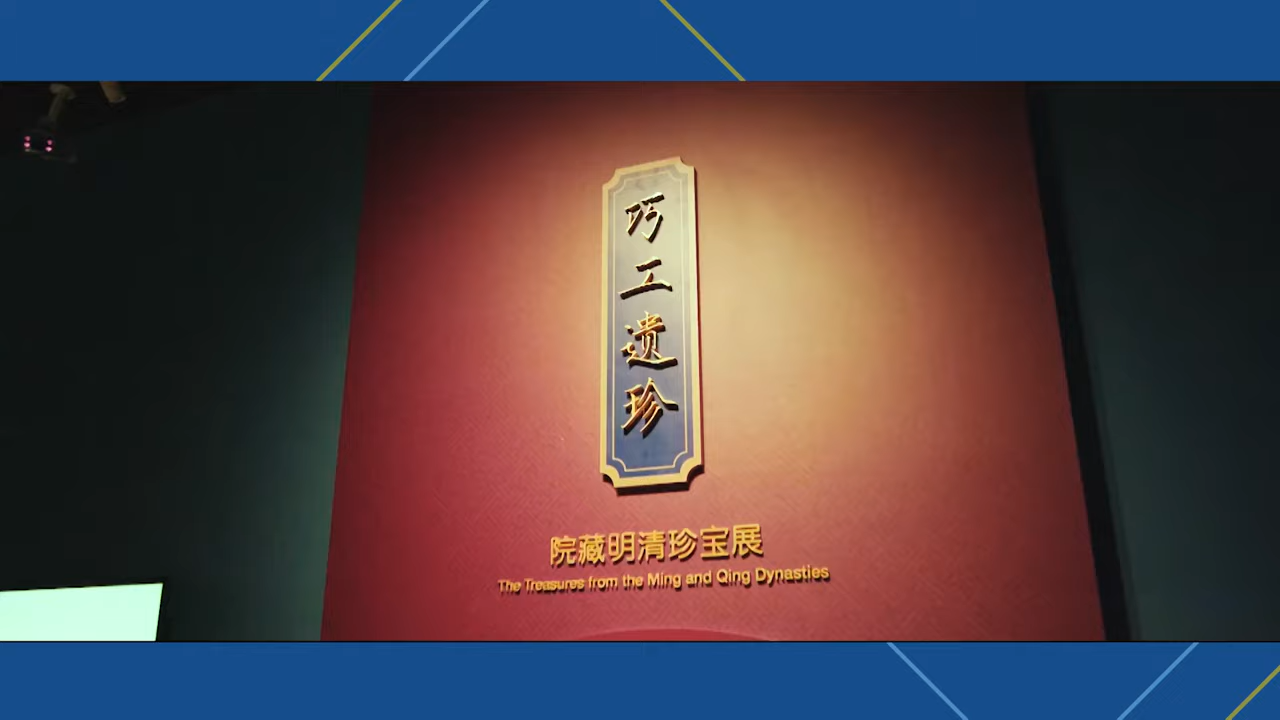 巧工遗珍
院藏明清珍宝展
The Treasures from the Ming and Qing Dynasties